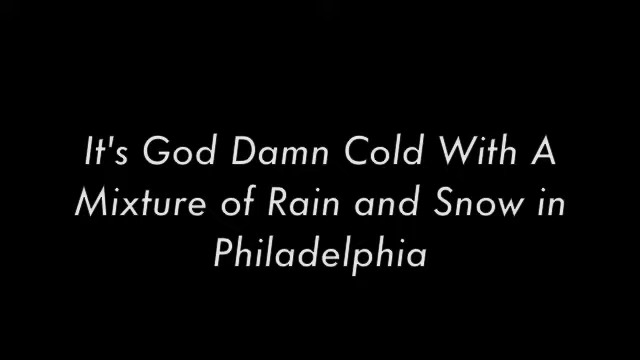 It's God Damn Cold With A
Mixture of Rain and Snow in
Philadelphia